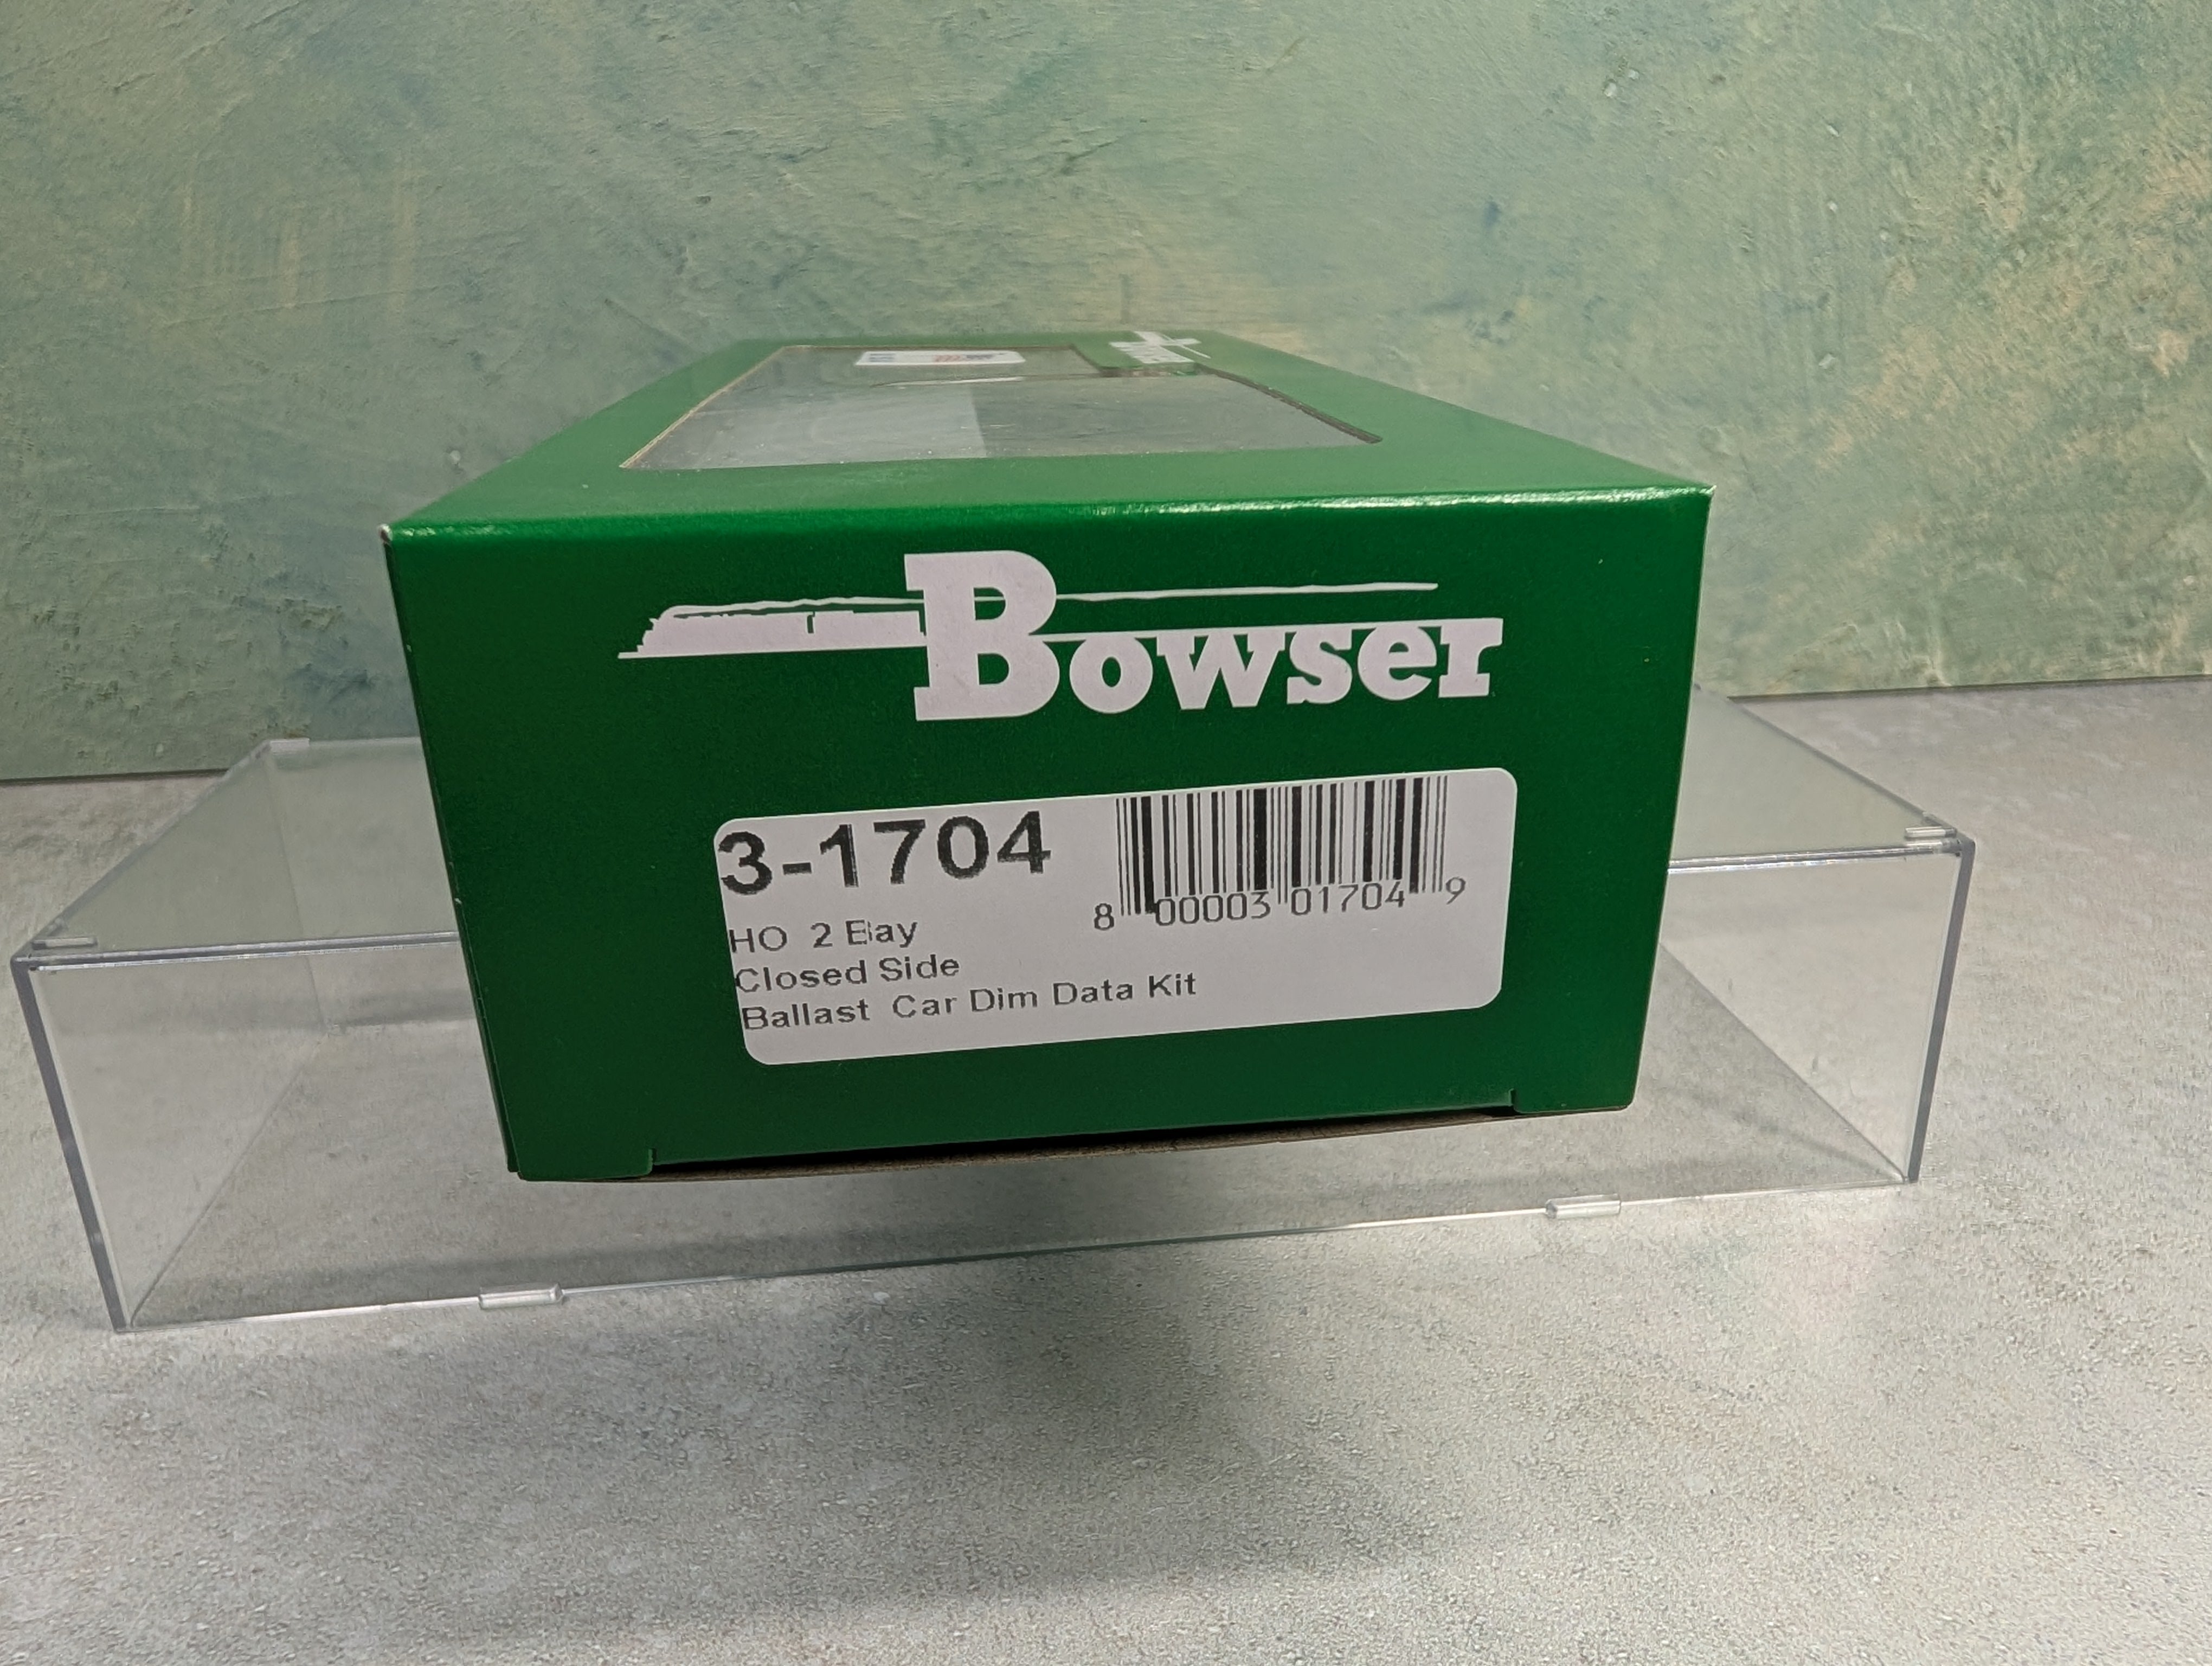 Bowser
3-1704
8 00003 01704 9
HO 2 Bay
Closed Side
Ballast Car Dim Data Kit